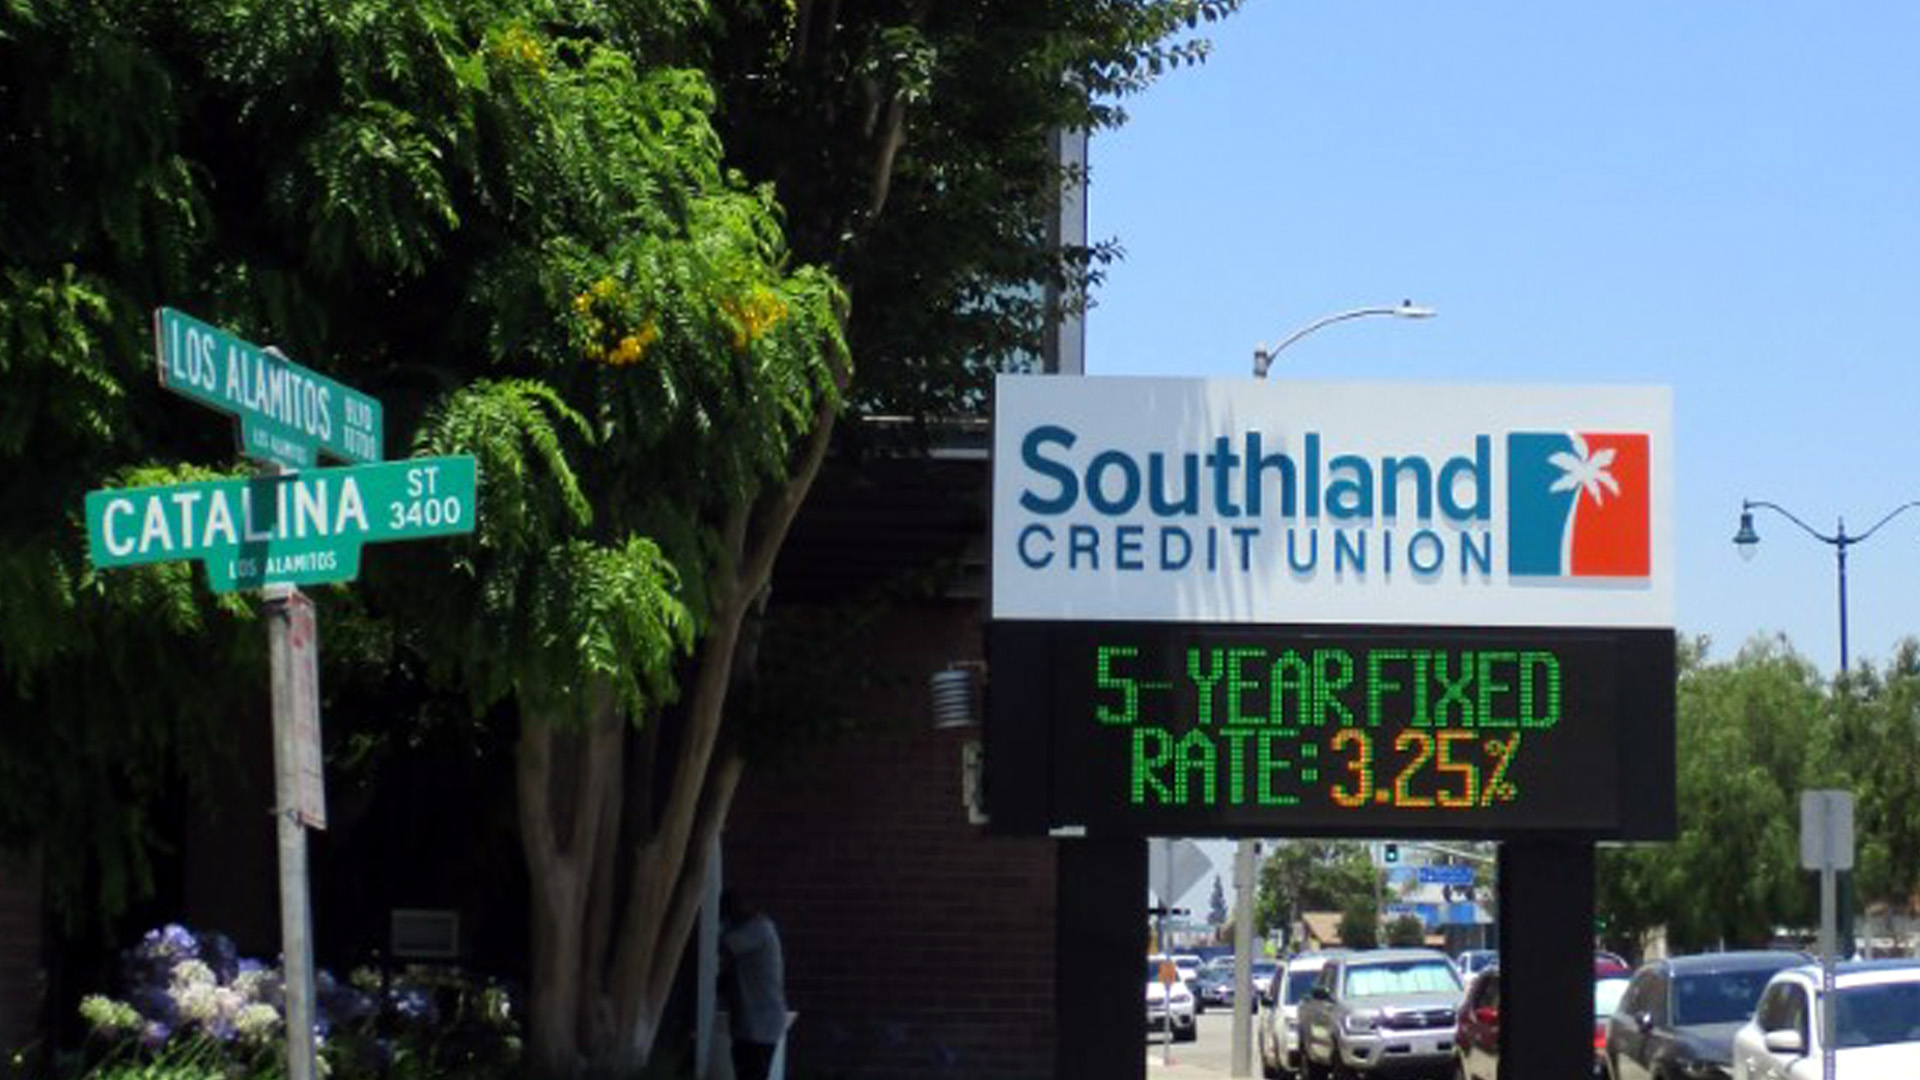 LOS ALAMITOS BLVD
10700
LOS ALAMITOS
CATALINA ST
3400
LOS ALAMITOS
Southland
CREDIT UNION
5-YEAR FIXED
RATE: 3.25%